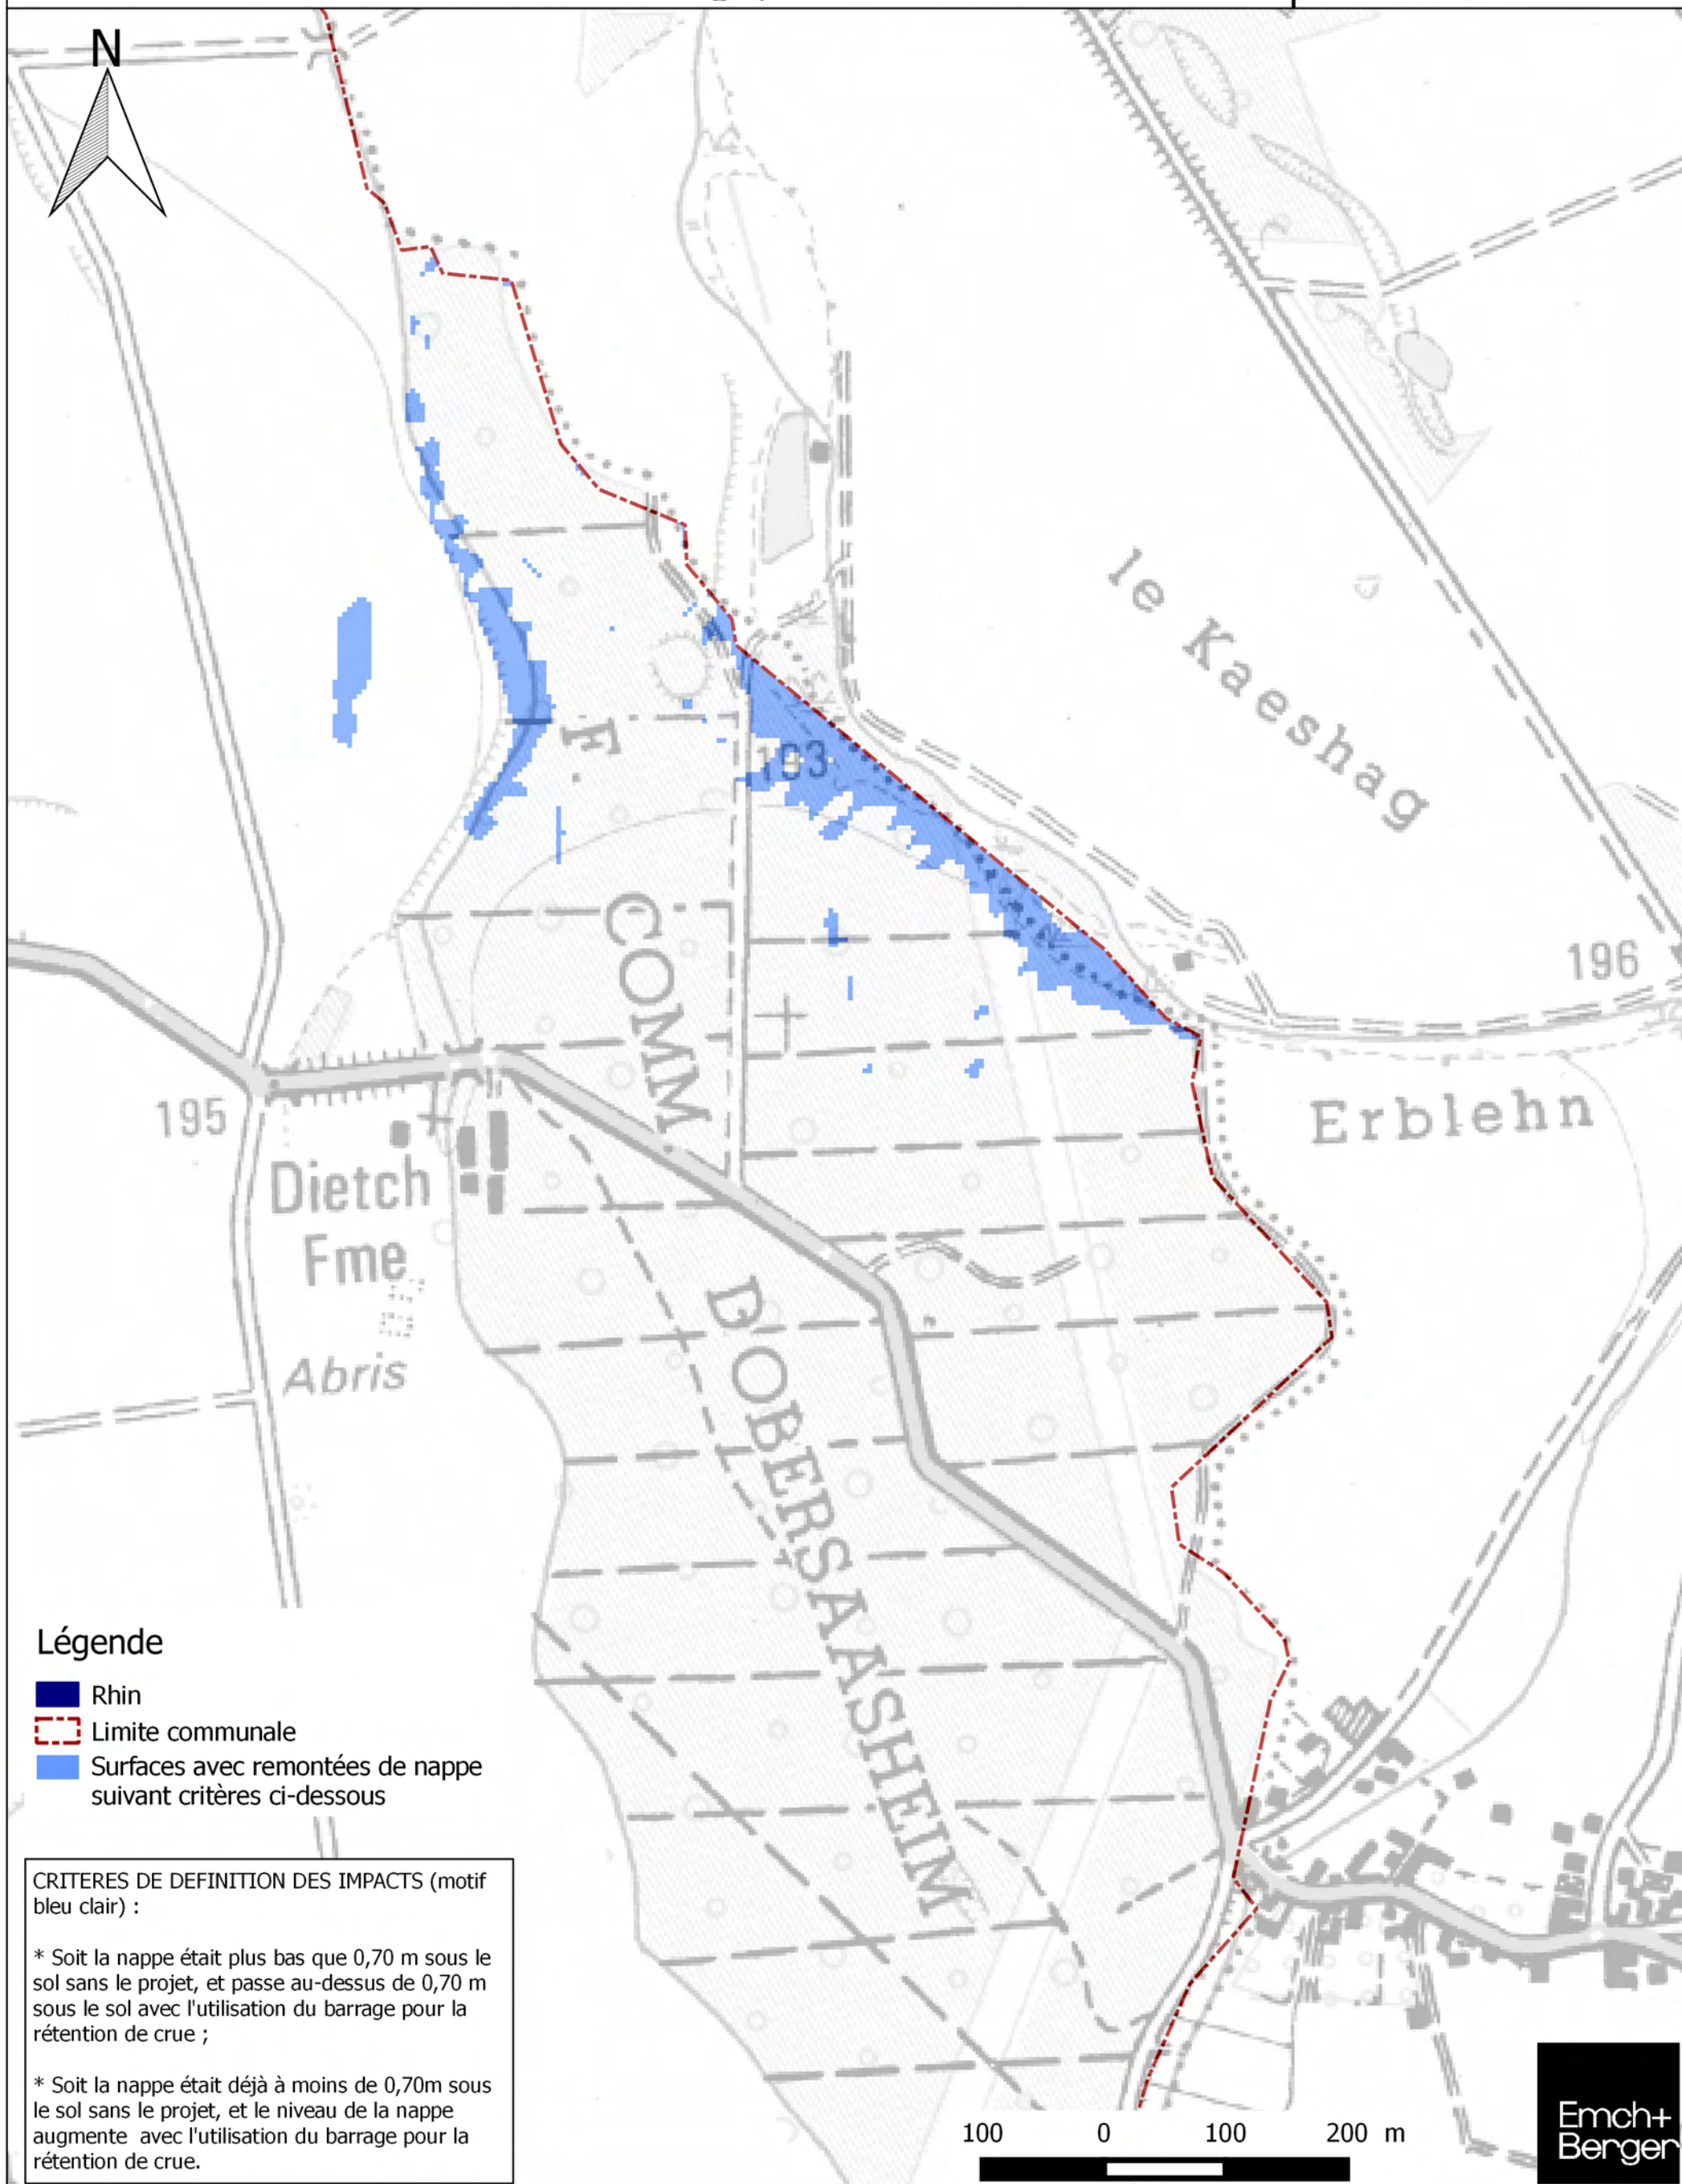 N
le Kaeshag
F.
193
196
COMM
195
Erblehn
Dietch
Fme
Abris
D'OBERSAASHEIM
Légende
Rhin
Limite communale
Surfaces avec remontées de nappe
suivant critères ci-dessous
CRITERES DE DEFINITION DES IMPACTS (motif
bleu clair) :
* Soit la nappe était plus bas que 0,70 m sous le
sol sans le projet, et passe au-dessus de 0,70 m
sous le sol avec l'utilisation du barrage pour la
rétention de crue ;
* Soit la nappe était déjà à moins de 0,70m sous
le sol sans le projet, et le niveau de la nappe
augmente avec l'utilisation du barrage pour la
rétention de crue.
100 0 100 200 m
Emch+
Berger